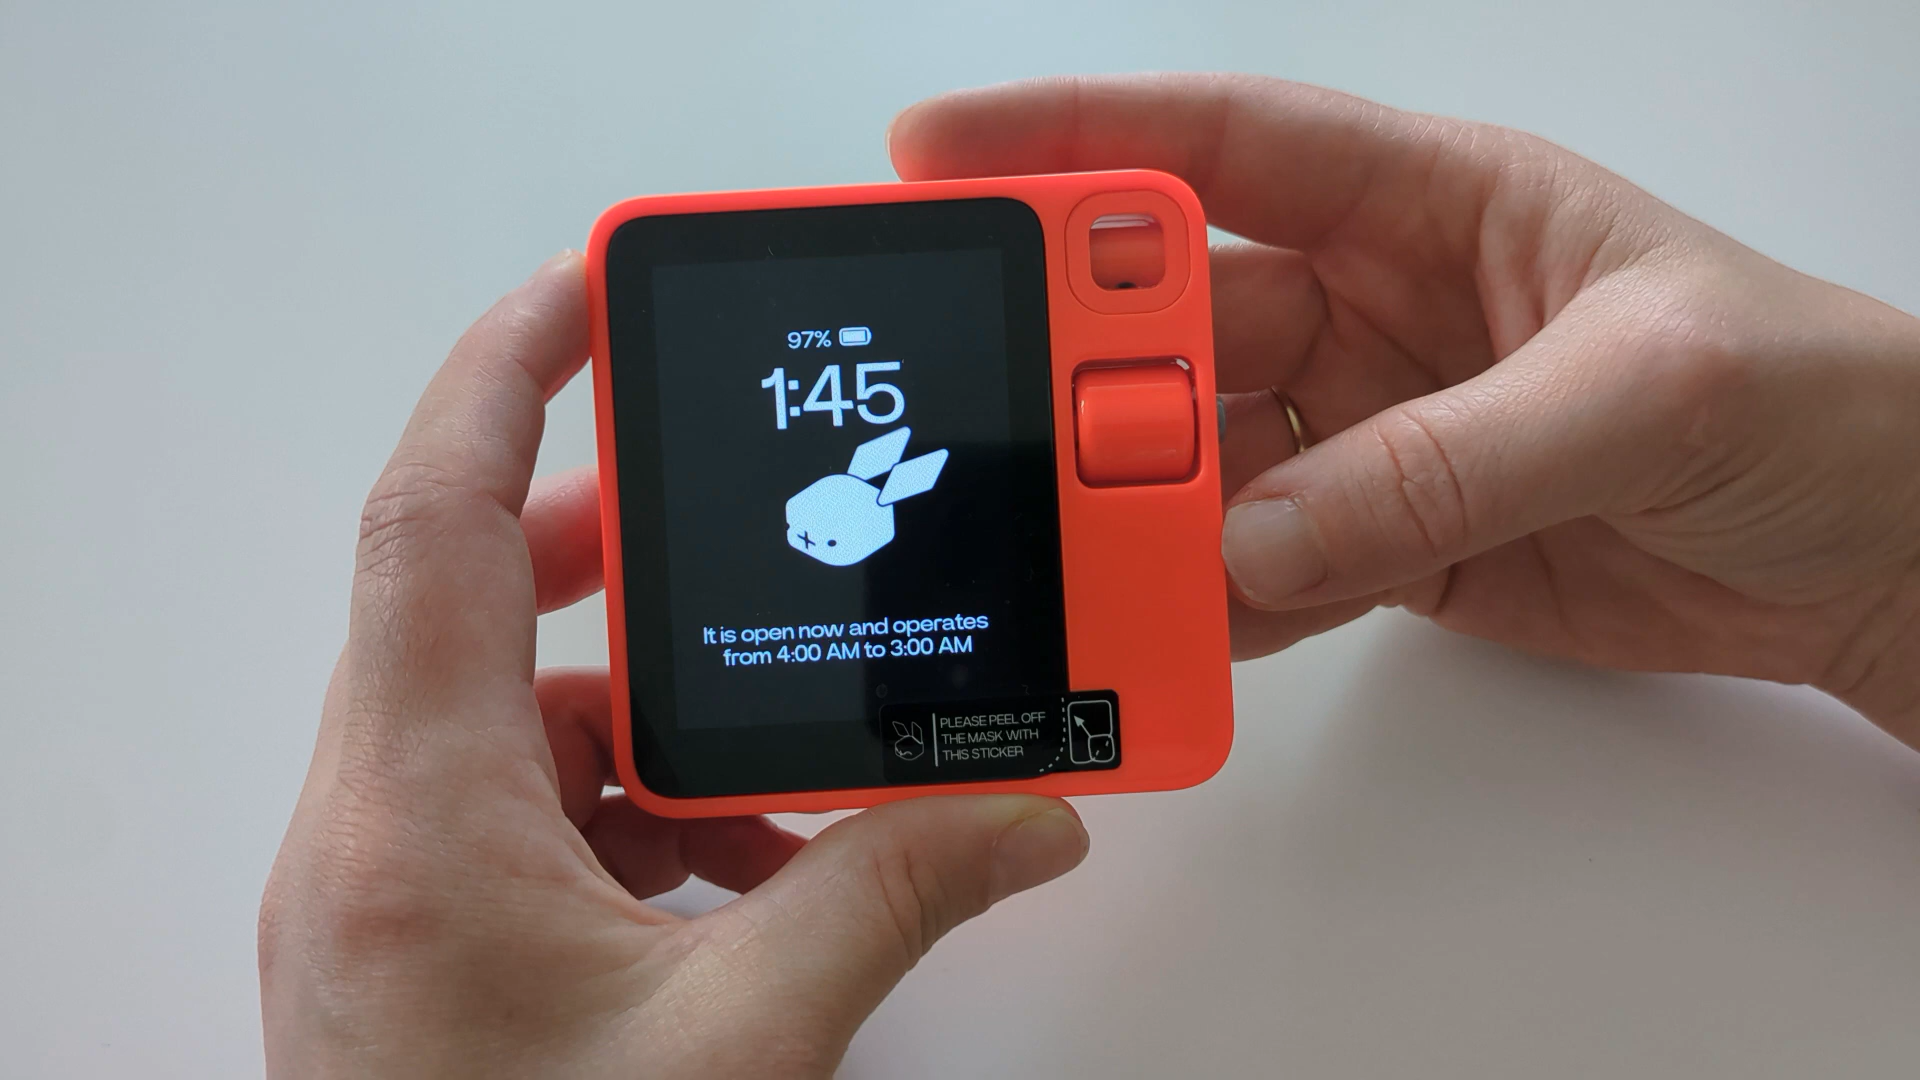 97%
1:45
It is open now and operates
from 4:00 AM to 3:00 AM
PLEASE PEEL OFF
THE MASK WITH
THIS STICKER